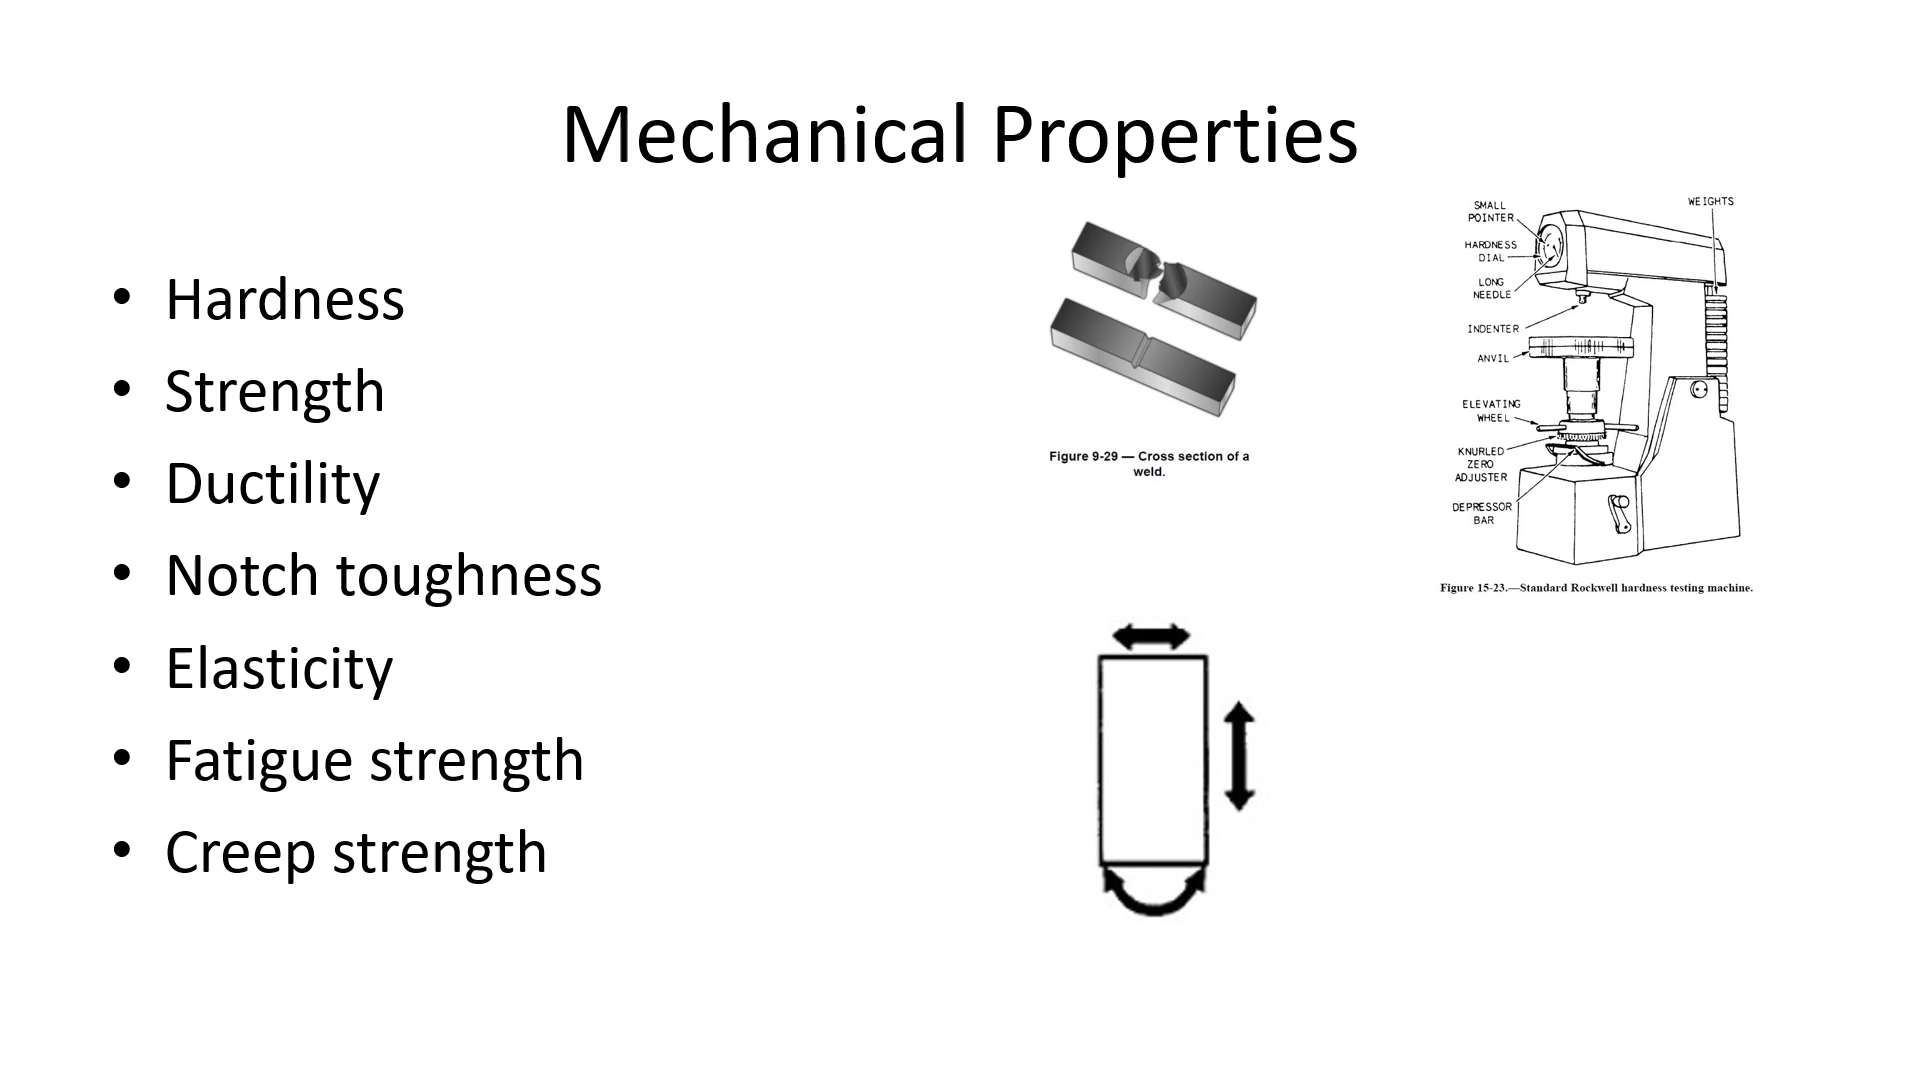 Mechanical Properties
• Hardness
• Strength
• Ductility
• Notch toughness
• Elasticity
• Fatigue strength
• Creep strength
Figure 9-29 — Cross section of a
weld.
SMALL
POINTER
WEIGHTS
HARDNESS
DIAL
LONG
NEEDLE
INDENTER
ANVIL
ELEVATING
WHEEL
KNURLED
ZERO
ADJUSTER
DEPRESSOR
BAR
Figure 15-23.—Standard Rockwell hardness testing machine.